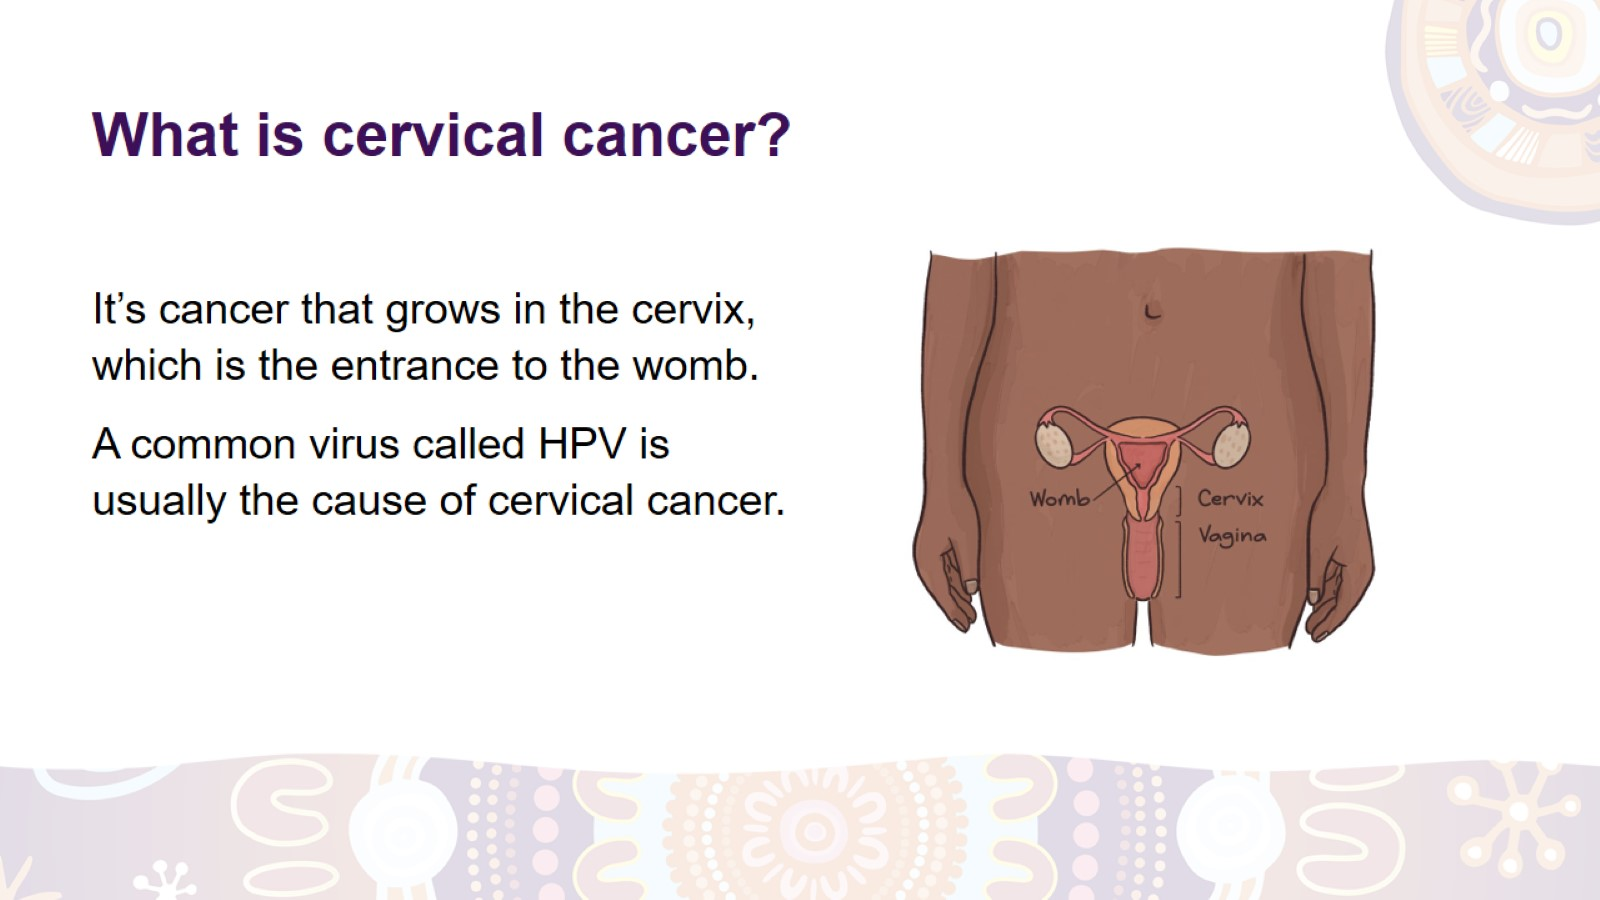 What is cervical cancer?
It’s cancer that grows in the cervix,
which is the entrance to the womb.
A common virus called HPV is
usually the cause of cervical cancer.
Womb
Cervix
Vagina